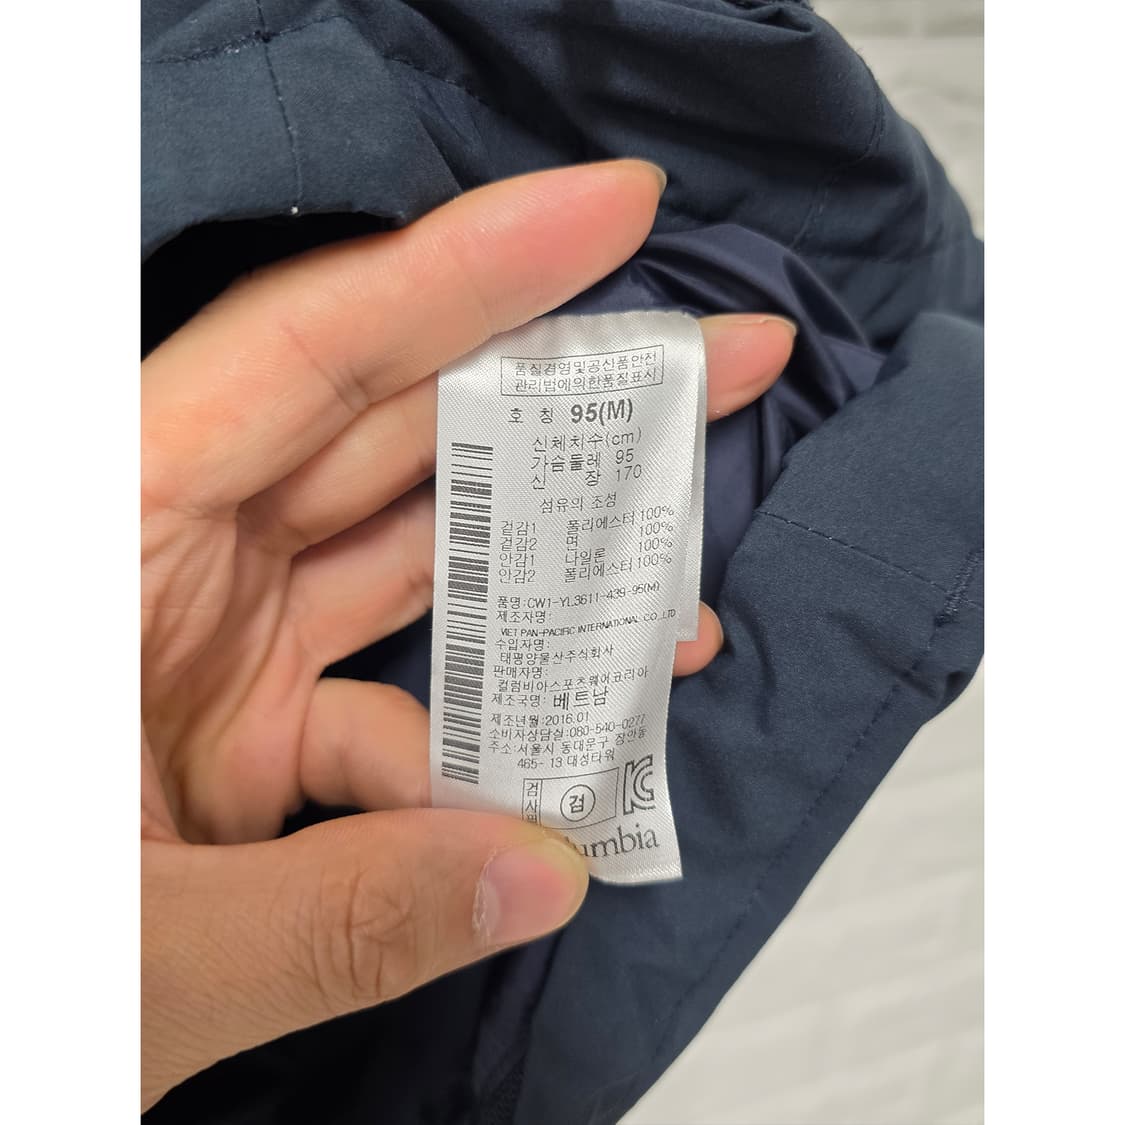 품질경영및공산품안전
관리법에의한품질표시
호 칭 95(M)
신체치수(cm)
가슴둘레 95
신 장 170
섬유의 조성
겉감1 폴리에스터 100%
겉감2 면 100%
안감1 나일론 100%
안감2 폴리에스터 100%
품명:CW1-YL3611-439-95(M)
제조자명:
VIET PAN-PACIFIC INTERNATIONAL CO.,LTD
수입자명:
태평양물산주식회사
판매자명:
컬럼비아스포츠웨어코리아
제조국명: 베트남
제조년월:2016.01
소비자상담실:080-540-0277
주소:서울시 동대문구 장안동
465-13 대성타워
검사필 검